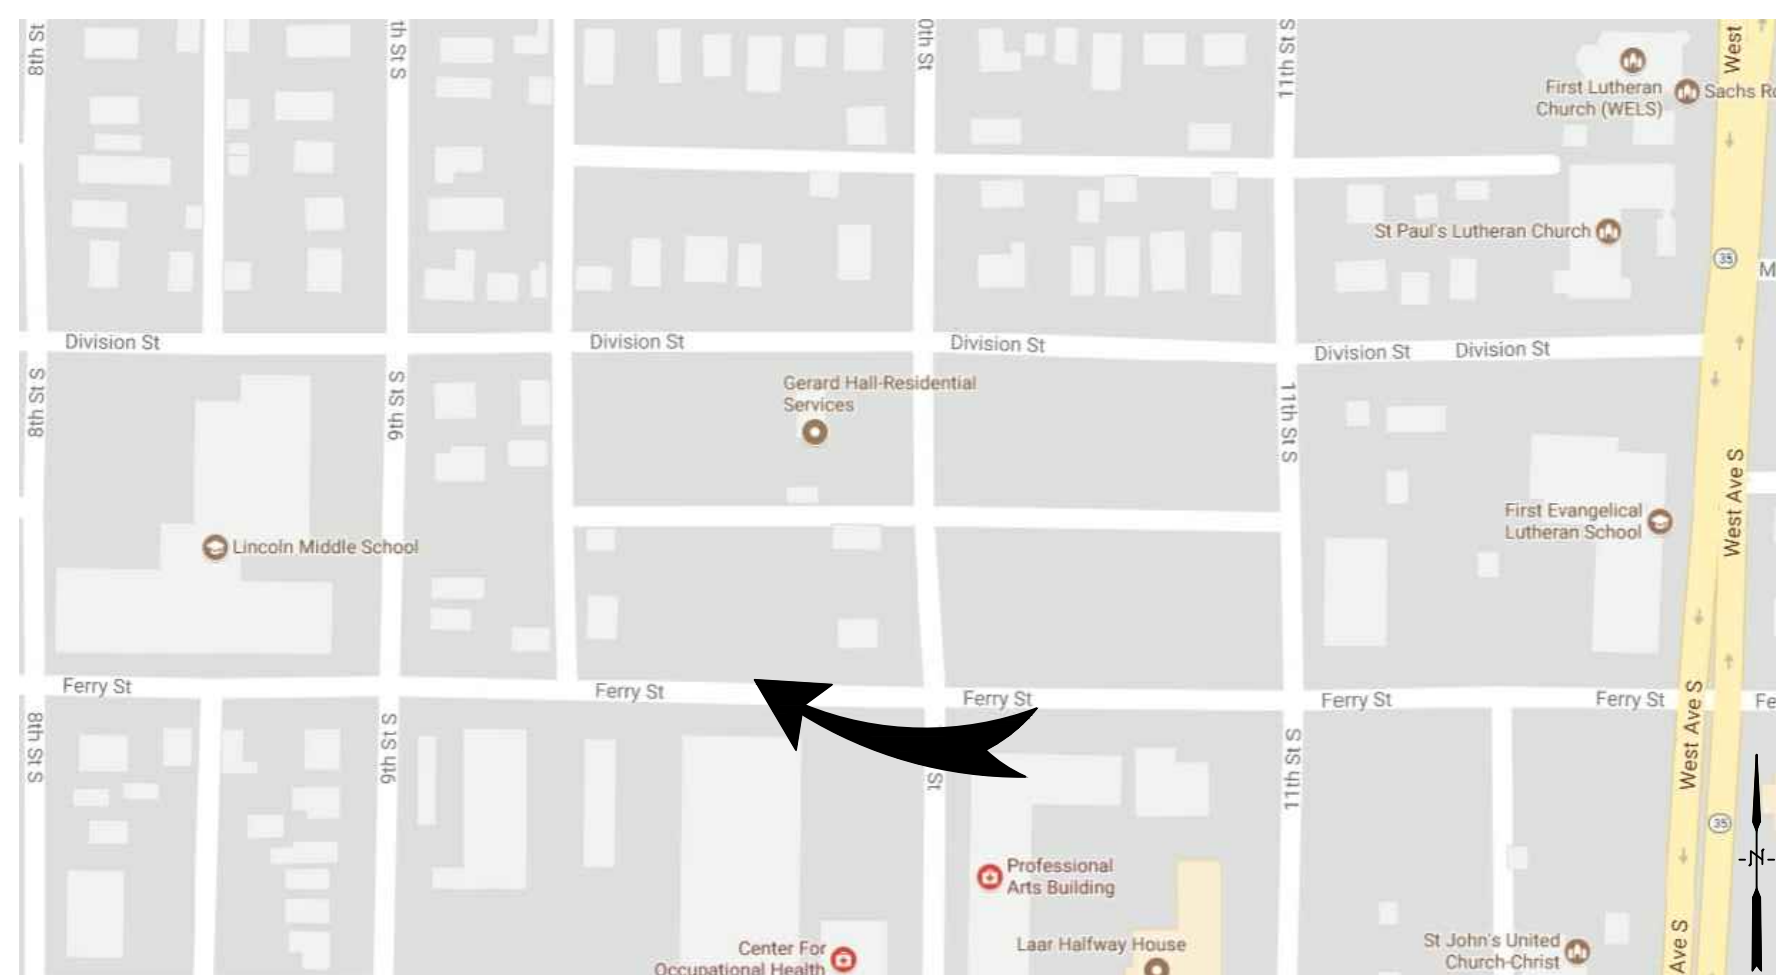 8th St
th St S
0th St
11th St S
West
First Lutheran
Church (WELS)
Sachs Ro
St Paul's Lutheran Church
35
M
Division St
Division St
Division St
Division St
Division St
8th St S
9th St S
Gerard Hall-Residential
Services
11th St S
West Ave S
Lincoln Middle School
First Evangelical
Lutheran School
Ferry St
Ferry St
Ferry St
Ferry St
Ferry St
Fe
8th St S
9th St S
St
11th St S
West Ave S
35
N
Professional
Arts Building
Center For
Occupational Health
Laar Halfway House
St John's United
Church-Christ
Ave S